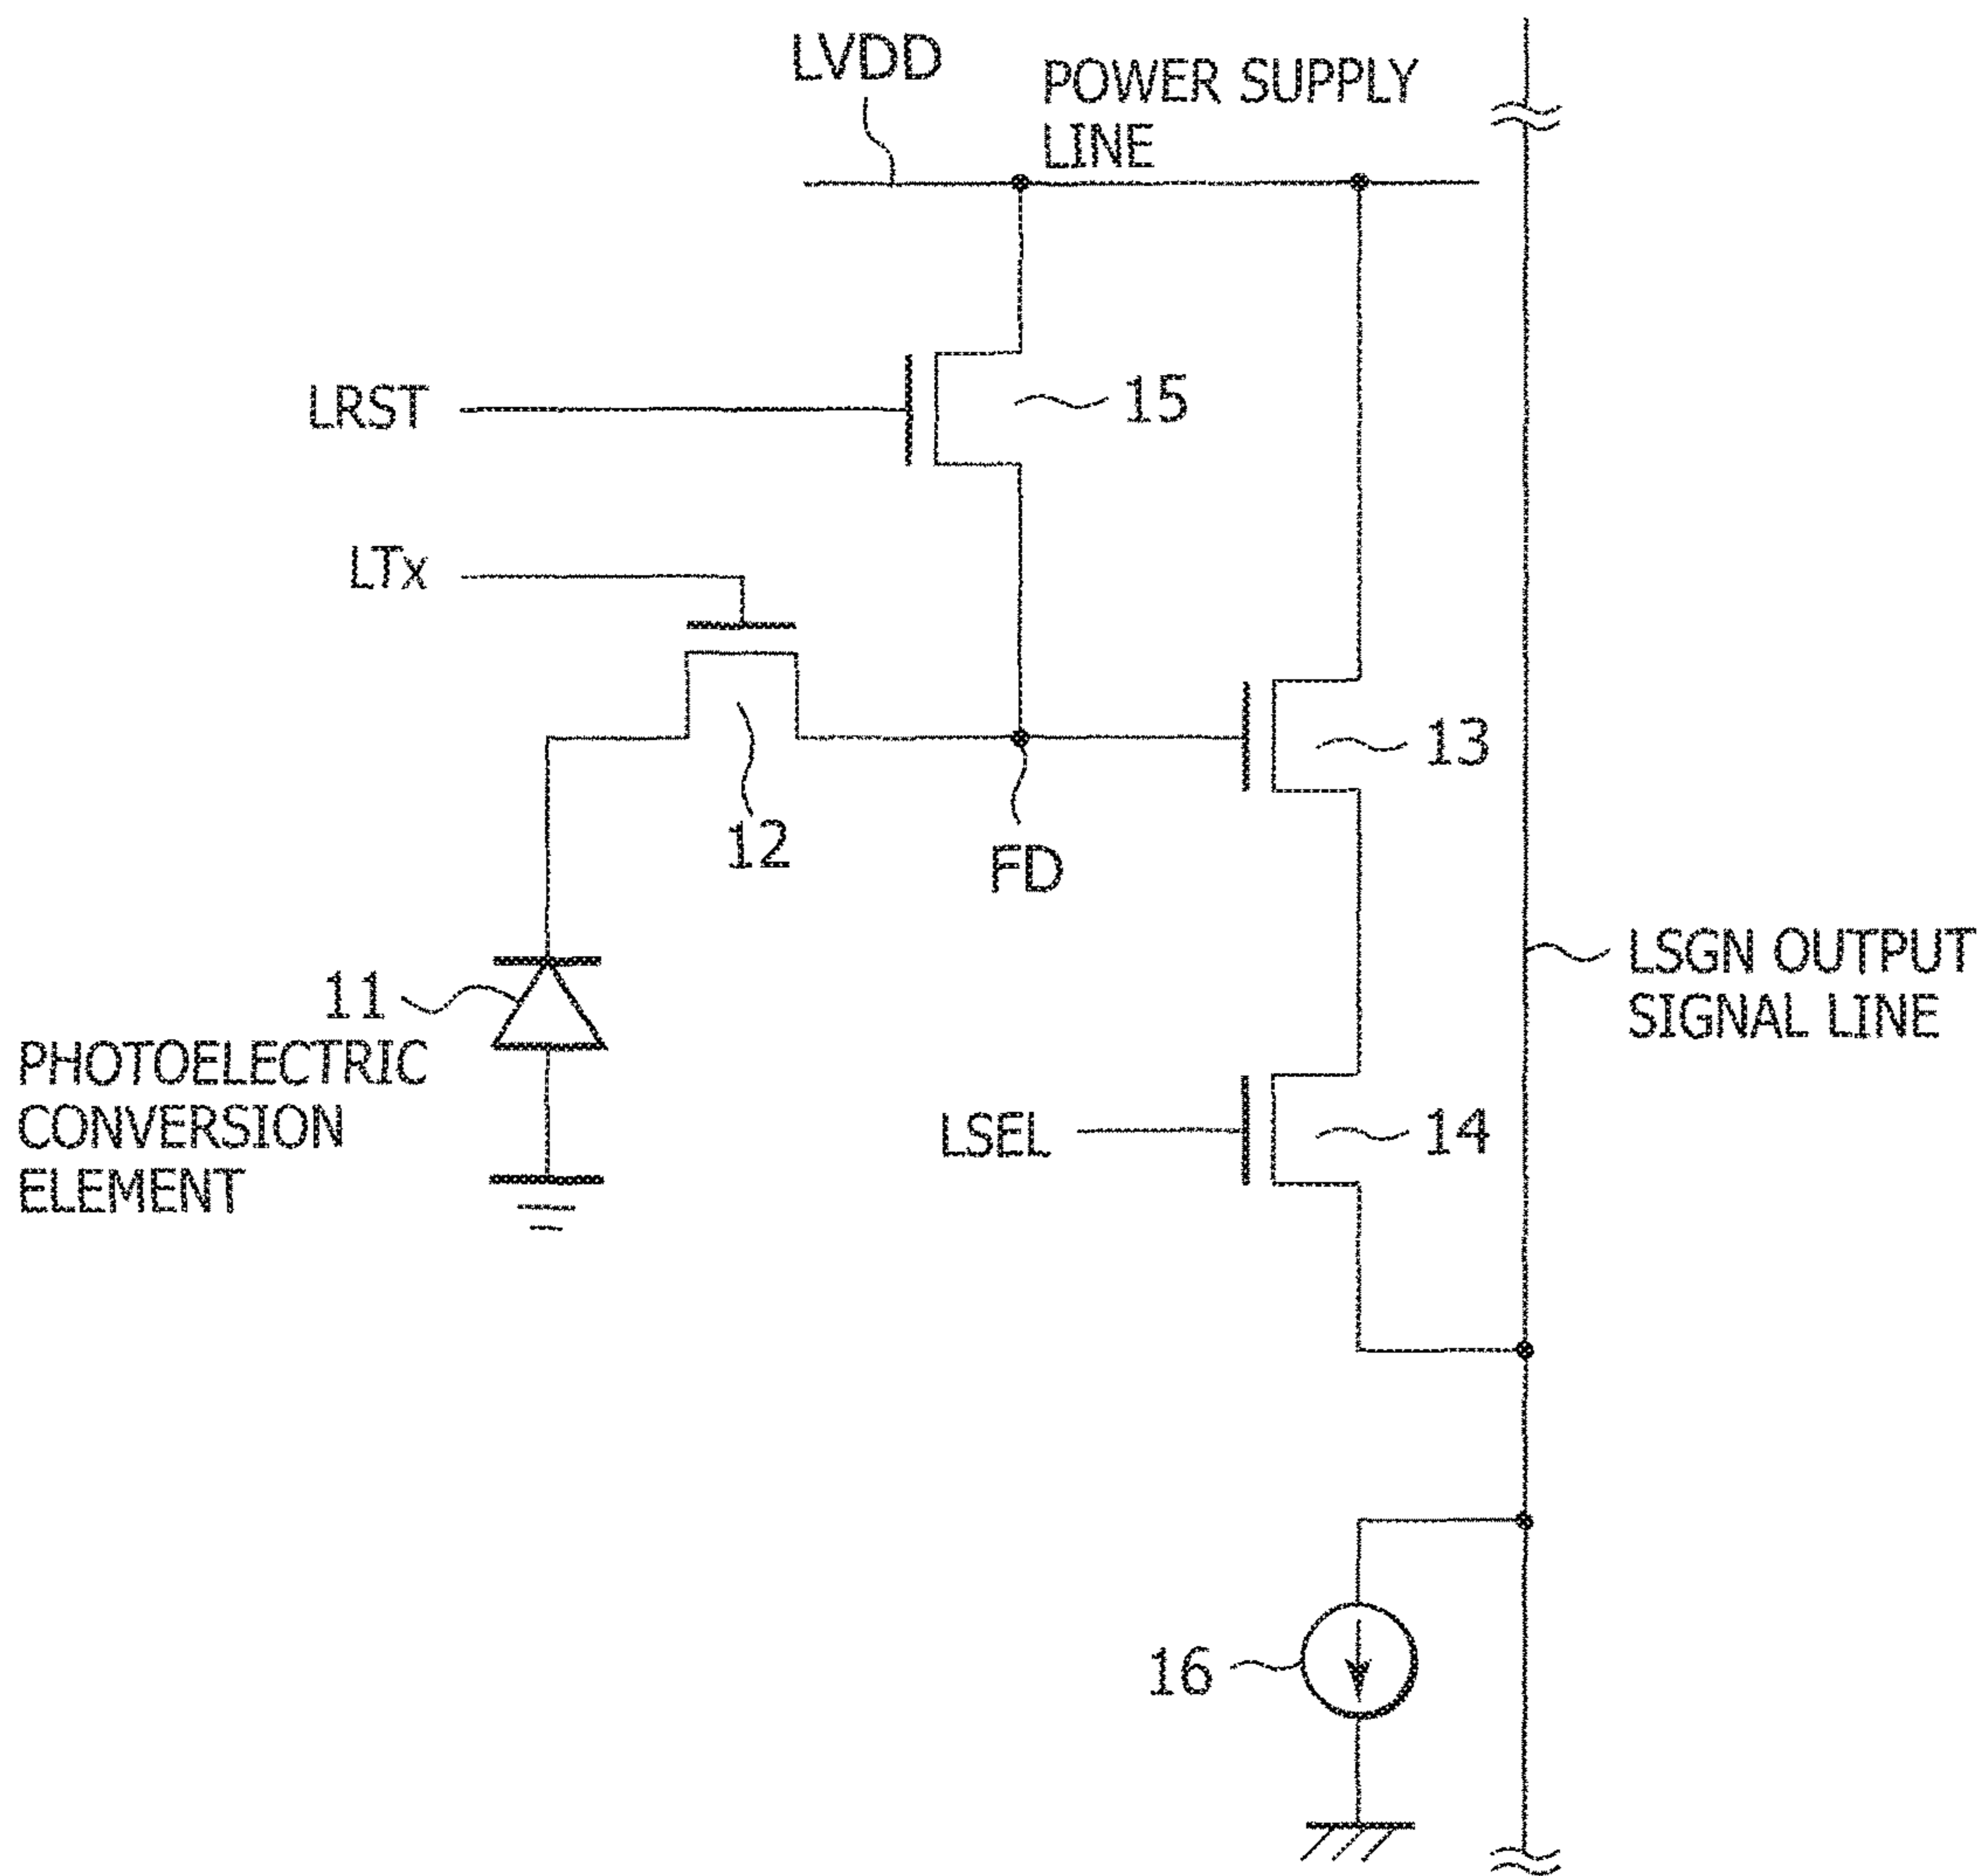 LVDD
POWER SUPPLY
LINE
LRST
15
LTx
13
12
FD
LSGN OUTPUT
SIGNAL LINE
11
PHOTOELECTRIC
CONVERSION
ELEMENT
LSEL
14
16